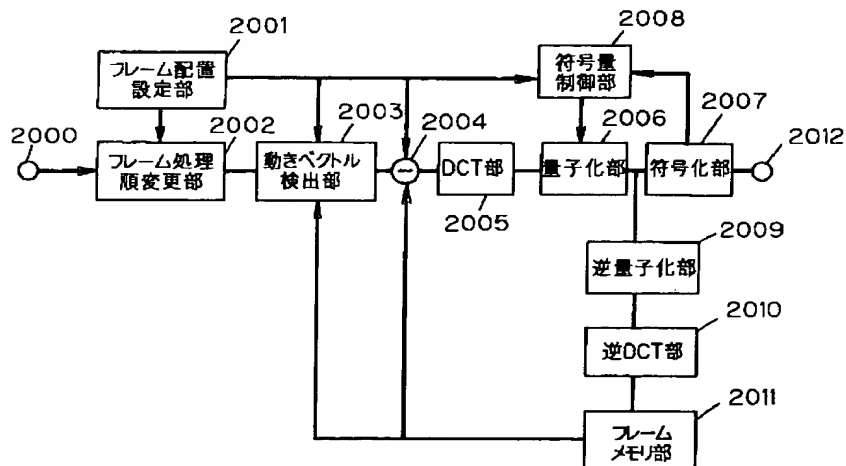 2001
2008
フレーム配置
設定部
符号量
制御部
2007
2003
2006
2000
2002
2004
2012
フレーム処理
順変更部
動きベクトル
検出部
−
DCT部
量子化部
符号化部
2005
2009
逆量子化部
2010
逆DCT部
2011
フレーム
メモリ部